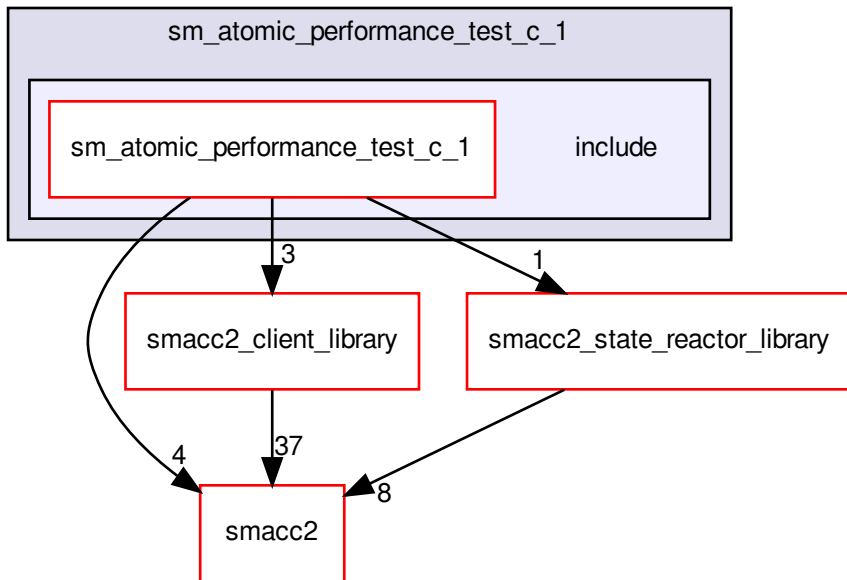 sm_atomic_performance_test_c_1
sm_atomic_performance_test_c_1
include
3
1
smacc2_client_library
smacc2_state_reactor_library
4
37
8
smacc2